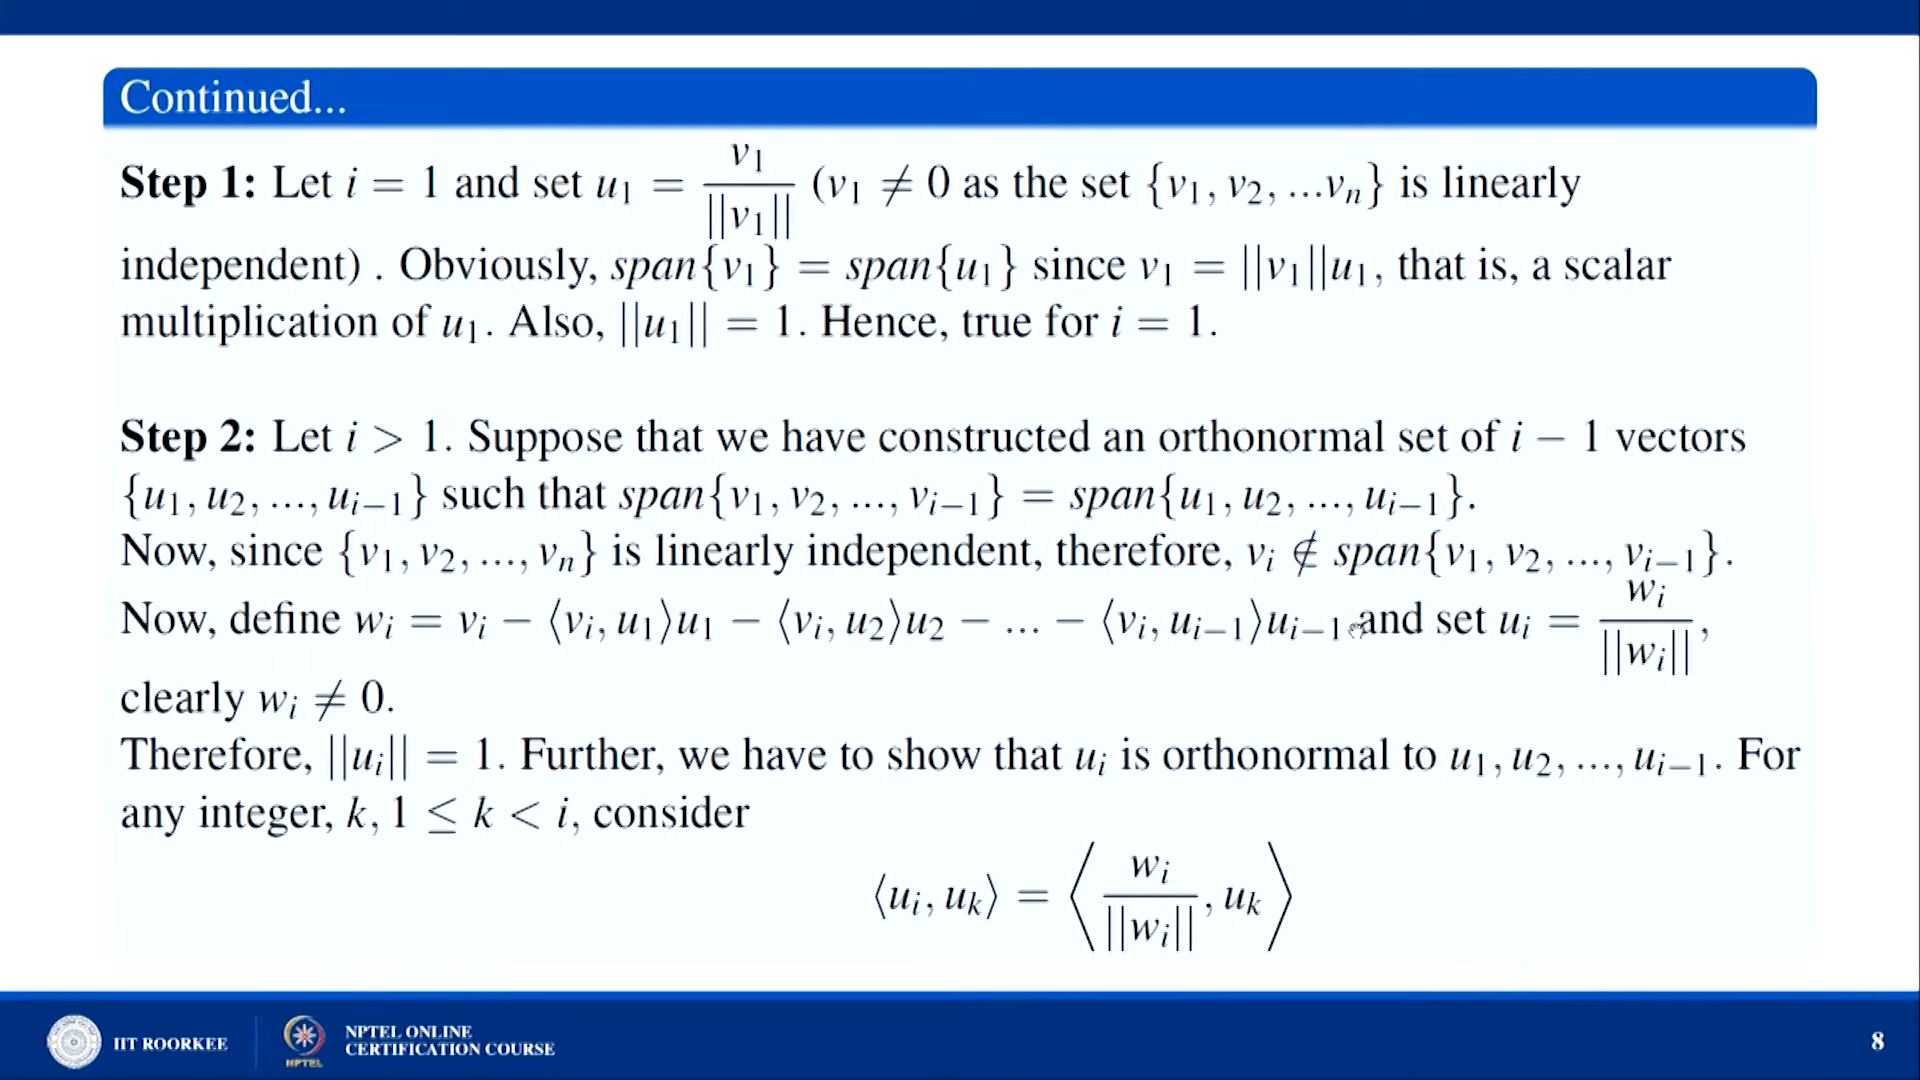 Continued...
Step 1: Let i = 1 and set u₁ = v₁/||v₁|| (v₁ ≠ 0 as the set {v₁, v₂, ...vₙ} is linearly
independent) . Obviously, span{v₁} = span{u₁} since v₁ = ||v₁||u₁, that is, a scalar
multiplication of u₁. Also, ||u₁|| = 1. Hence, true for i = 1.
Step 2: Let i > 1. Suppose that we have constructed an orthonormal set of i − 1 vectors
{u₁, u₂, ..., uᵢ₋₁} such that span{v₁, v₂, ..., vᵢ₋₁} = span{u₁, u₂, ..., uᵢ₋₁}.
Now, since {v₁, v₂, ..., vₙ} is linearly independent, therefore, vᵢ ∉ span{v₁, v₂, ..., vᵢ₋₁}.
Now, define wᵢ = vᵢ − ⟨vᵢ, u₁⟩u₁ − ⟨vᵢ, u₂⟩u₂ − ... − ⟨vᵢ, uᵢ₋₁⟩uᵢ₋₁ and set uᵢ = wᵢ/||wᵢ||,
clearly wᵢ ≠ 0.
Therefore, ||uᵢ|| = 1. Further, we have to show that uᵢ is orthonormal to u₁, u₂, ..., uᵢ₋₁. For
any integer, k, 1 ≤ k < i, consider
⟨uᵢ, uₖ⟩ = ⟨wᵢ/||wᵢ||, uₖ⟩
IIT ROORKEE
NPTEL
NPTEL ONLINE
CERTIFICATION COURSE
8